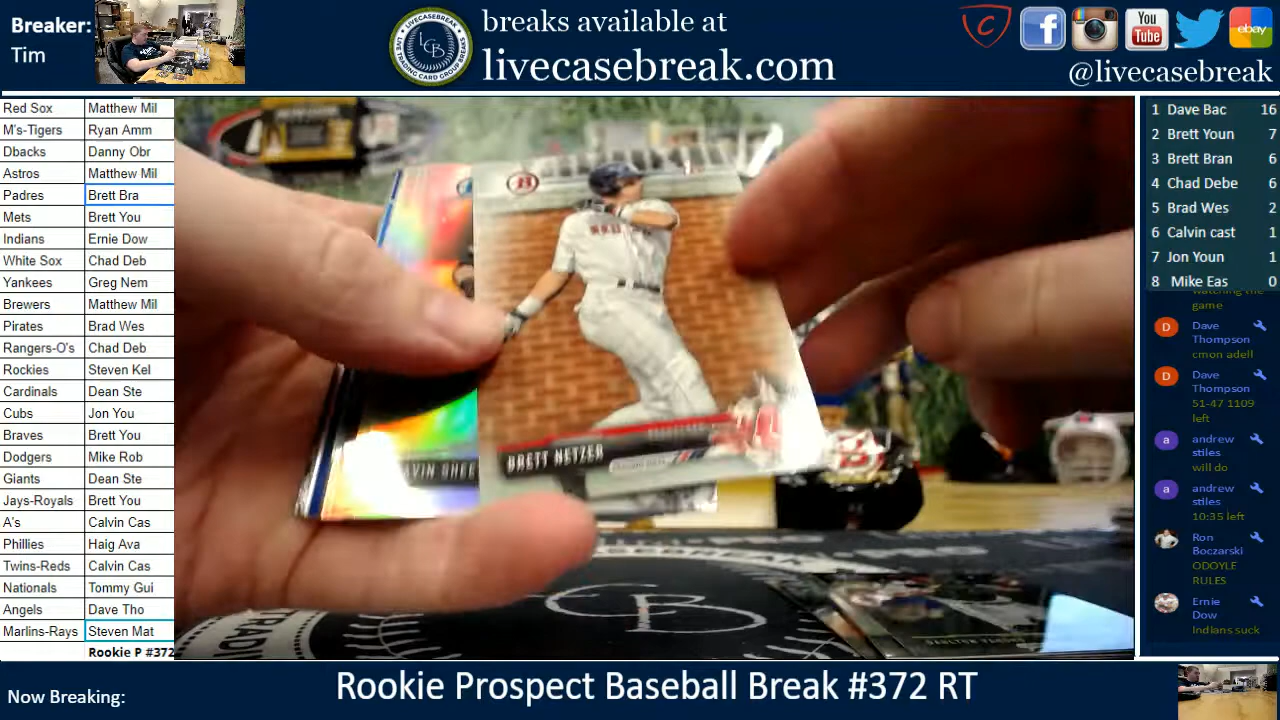 Breaker:
Tim
LCB
breaks available at
livecasebreak.com
You
Tube
ebay
@livecasebreak
Red Sox Matthew Mil
M's-Tigers Ryan Amm
Dbacks Danny Obr
Astros Matthew Mil
Padres Brett Bra
Mets Brett You
Indians Ernie Dow
White Sox Chad Deb
Yankees Greg Nem
Brewers Matthew Mil
Pirates Brad Wes
Rangers-O's Chad Deb
Rockies Steven Kel
Cardinals Dean Ste
Cubs Jon You
Braves Brett You
Dodgers Mike Rob
Giants Dean Ste
Jays-Royals Brett You
A's Calvin Cas
Phillies Haig Ava
Twins-Reds Calvin Cas
Nationals Tommy Gui
Angels Dave Tho
Marlins-Rays Steven Mat
Rookie P #372
B
BRETT NETZER
CB
1 Dave Bac 16
2 Brett Youn 7
3 Brett Bran 6
4 Chad Debe 6
5 Brad Wes 2
6 Calvin cast 1
7 Jon Youn 1
8 Mike Eas 0
watching the
game
D Dave
Thompson
cmon adell
D Dave
Thompson
51-47 1109
left
a andrew
stiles
will do
a andrew
stiles
10:35 left
Ron
Boczarski
ODOYLE
RULES
Ernie
Dow
Indians suck
Now Breaking:
Rookie Prospect Baseball Break #372 RT